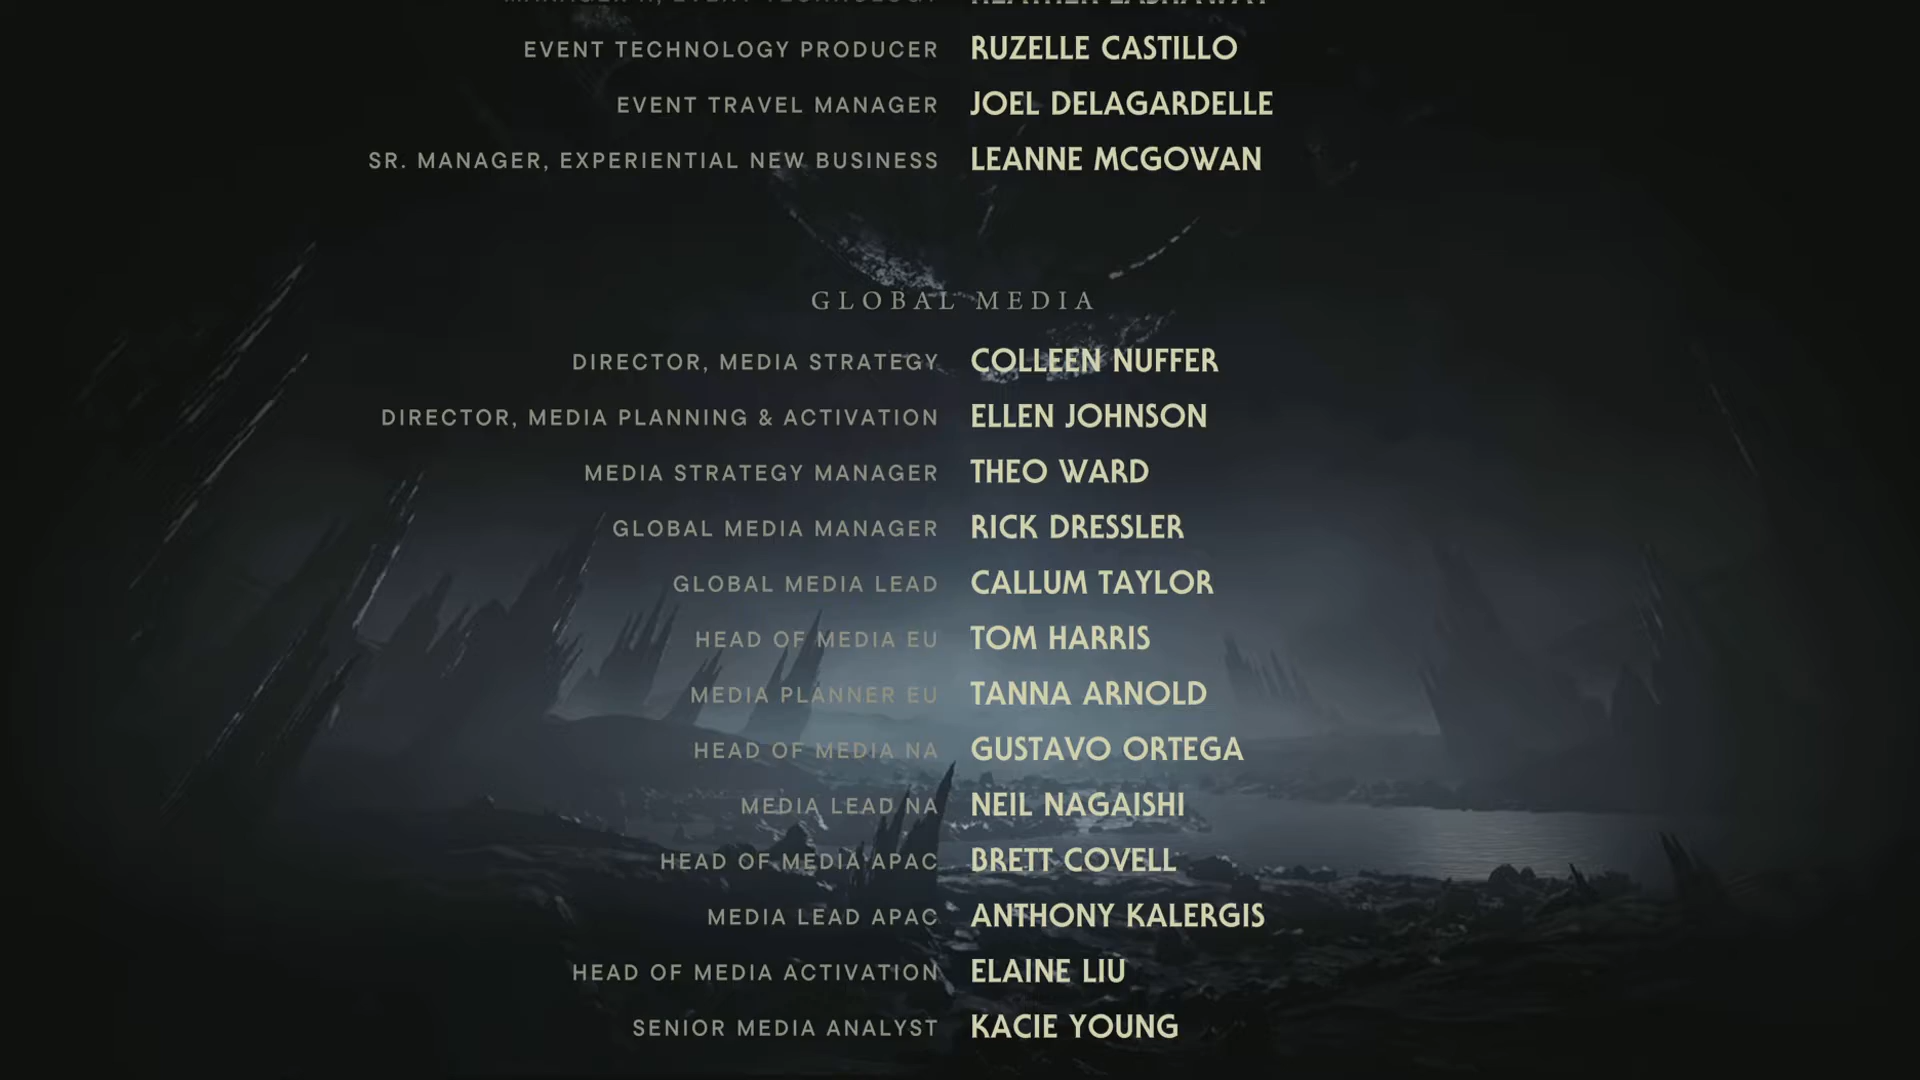 EVENT TECHNOLOGY PRODUCER RUZELLE CASTILLO
EVENT TRAVEL MANAGER JOEL DELAGARDELLE
SR. MANAGER, EXPERIENTIAL NEW BUSINESS LEANNE MCGOWAN
GLOBAL MEDIA
DIRECTOR, MEDIA STRATEGY COLLEEN NUFFER
DIRECTOR, MEDIA PLANNING & ACTIVATION ELLEN JOHNSON
MEDIA STRATEGY MANAGER THEO WARD
GLOBAL MEDIA MANAGER RICK DRESSLER
GLOBAL MEDIA LEAD CALLUM TAYLOR
HEAD OF MEDIA EU TOM HARRIS
MEDIA PLANNER EU TANNA ARNOLD
HEAD OF MEDIA NA GUSTAVO ORTEGA
MEDIA LEAD NA NEIL NAGAISHI
HEAD OF MEDIA APAC BRETT COVELL
MEDIA LEAD APAC ANTHONY KALERGIS
HEAD OF MEDIA ACTIVATION ELAINE LIU
SENIOR MEDIA ANALYST KACIE YOUNG